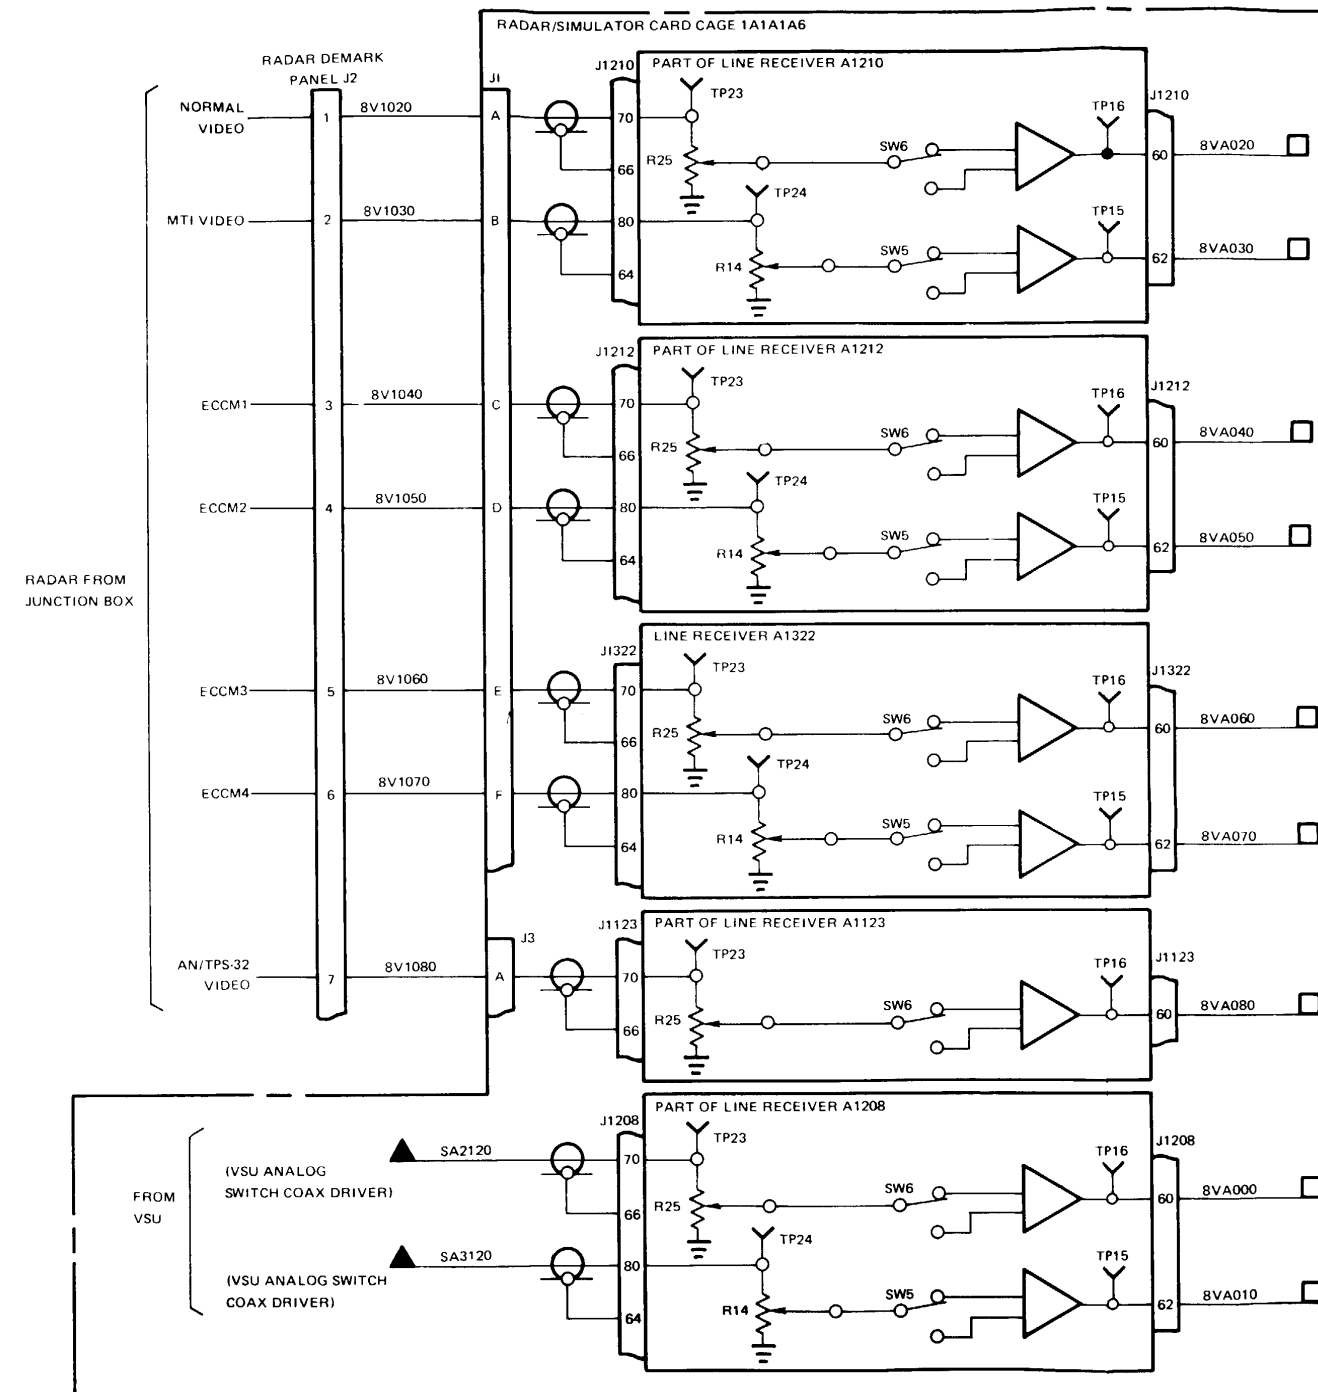 RADAR/SIMULATOR CARD CAGE 1A1A1A6
RADAR DEMARK
PANEL J2
J1
J1210
PART OF LINE RECEIVER A1210
TP23
J1210
TP16
NORMAL
VIDEO
1
8V1020
A
70
66
R25
SW6
60
8VA020
TP24
MTI VIDEO
2
8V1030
B
80
64
R14
SW5
TP15
62
8VA030
J1212
PART OF LINE RECEIVER A1212
TP23
J1212
TP16
ECCM1
3
8V1040
C
70
66
R25
SW6
60
8VA040
TP24
ECCM2
4
8V1050
D
80
64
R14
SW5
TP15
62
8VA050
RADAR FROM
JUNCTION BOX
J1322
LINE RECEIVER A1322
TP23
J1322
TP16
ECCM3
5
8V1060
E
70
66
R25
SW6
60
8VA060
TP24
ECCM4
6
8V1070
F
80
64
R14
SW5
TP15
62
8VA070
J3
J1123
PART OF LINE RECEIVER A1123
TP23
J1123
TP16
AN/TPS-32
VIDEO
7
8V1080
A
70
66
R25
SW6
60
8VA080
J1208
PART OF LINE RECEIVER A1208
TP23
J1208
TP16
FROM
VSU
(VSU ANALOG
SWITCH COAX DRIVER)
SA2120
70
66
R25
SW6
60
8VA000
TP24
(VSU ANALOG SWITCH
COAX DRIVER)
SA3120
80
64
R14
SW5
TP15
62
8VA010